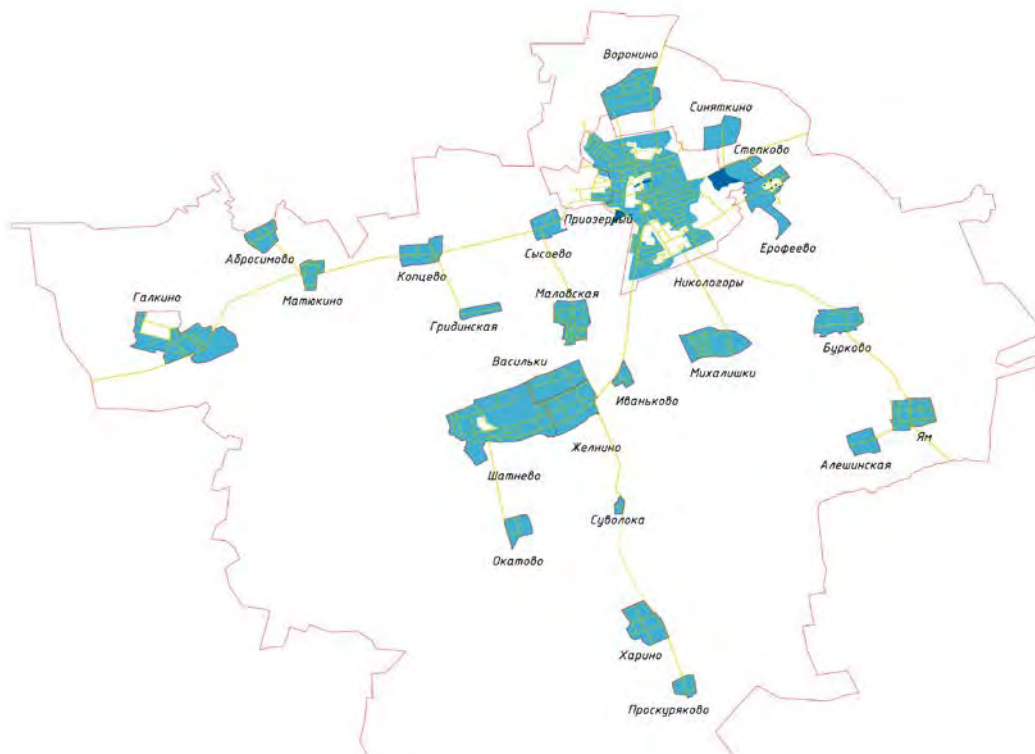 Воронино
Синяткино
Степково
Приозерный
Ерофеево
Абросимово
Сысоево
Копцево
Матюкино
Никологоры
Галкино
Маловская
Гридинская
Бурково
Васильки
Михалишки
Иваньково
Желнино
Ям
Алешинская
Шатнево
Суволока
Окатово
Харино
Проскуряково